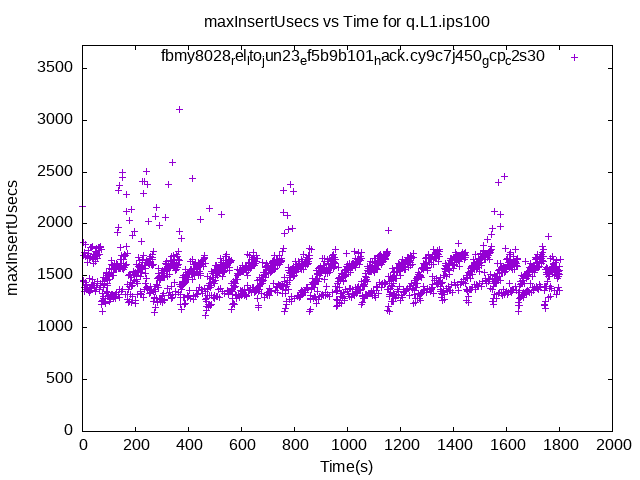 maxInsertUsecs vs Time for q.L1.ips100
fbmy8028relltojun23ef5b9b101hack.cy9c7j450gcpc2s30
3500
3000
2500
2000
1500
1000
500
0
maxInsertUsecs
0 200 400 600 800 1000 1200 1400 1600 1800 2000
Time(s)